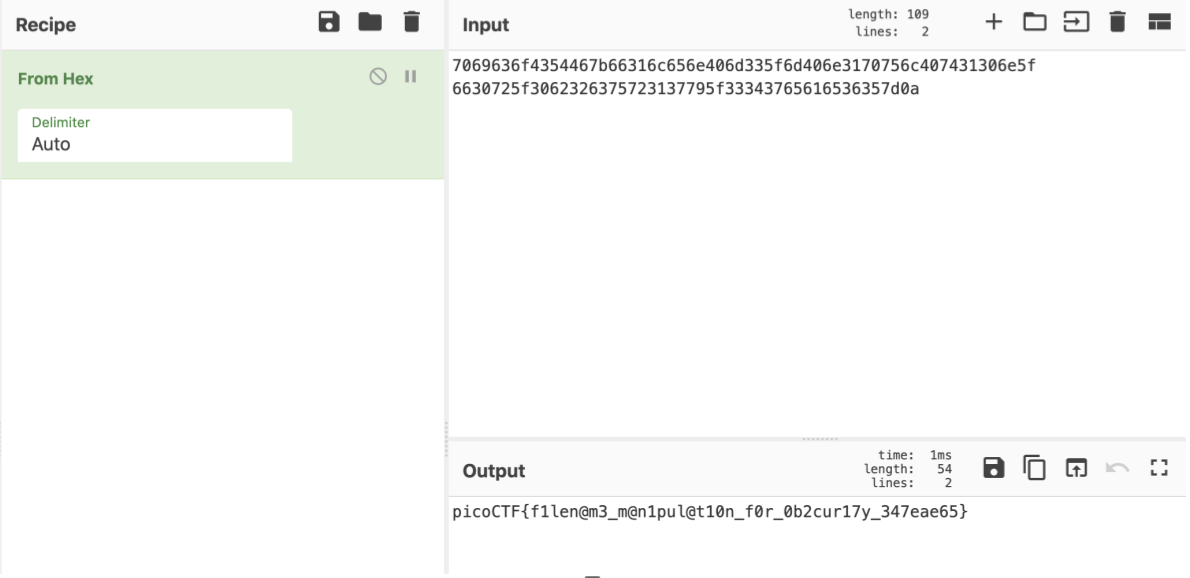 Recipe
From Hex
Delimiter
Auto
Input
length: 109
lines: 2
7069636f4354467b66316c656e406d335f6d406e3170756c407431306e5f
6630725f3062326375723137795f33343765616536357d0a
Output
time: 1ms
length: 54
lines: 2
picoCTF{f1len@m3_m@n1pul@t10n_f0r_0b2cur17y_347eae65}